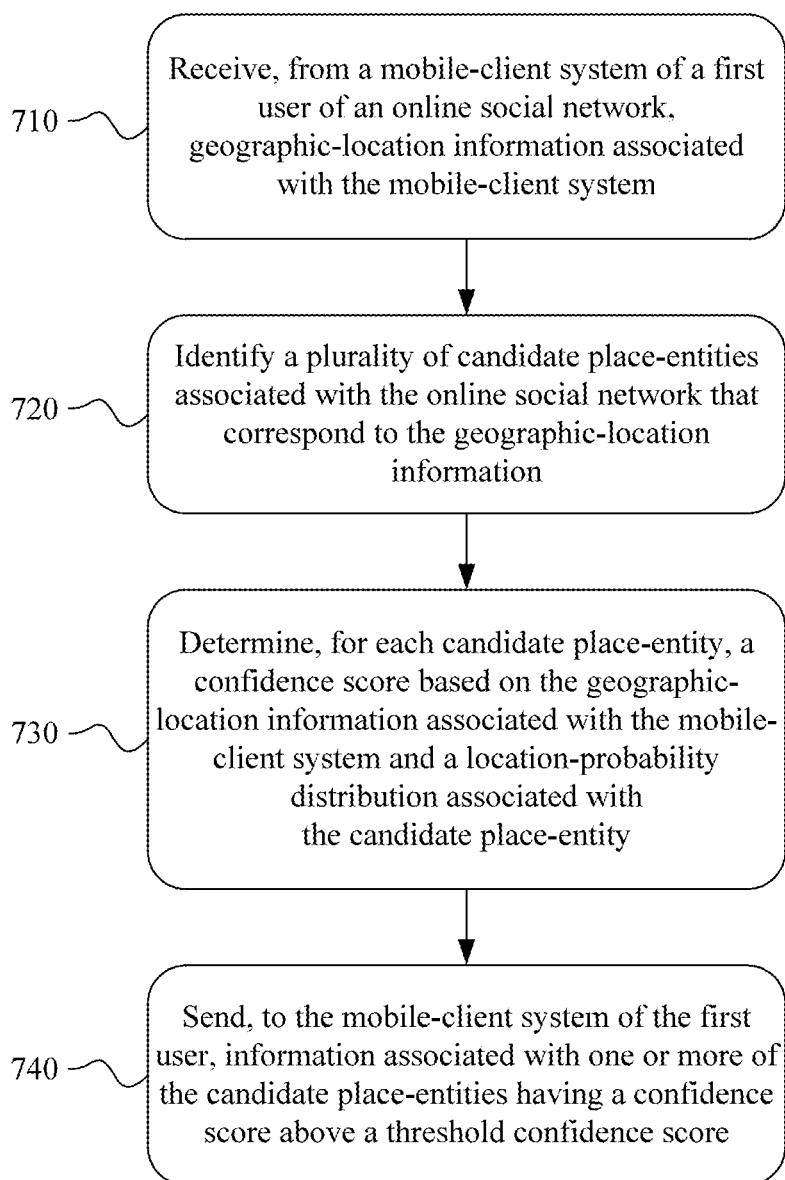 710
Receive, from a mobile-client system of a first
user of an online social network,
geographic-location information associated
with the mobile-client system
720
Identify a plurality of candidate place-entities
associated with the online social network that
correspond to the geographic-location
information
730
Determine, for each candidate place-entity, a
confidence score based on the geographic-
location information associated with the mobile-
client system and a location-probability
distribution associated with
the candidate place-entity
740
Send, to the mobile-client system of the first
user, information associated with one or more of
the candidate place-entities having a confidence
score above a threshold confidence score